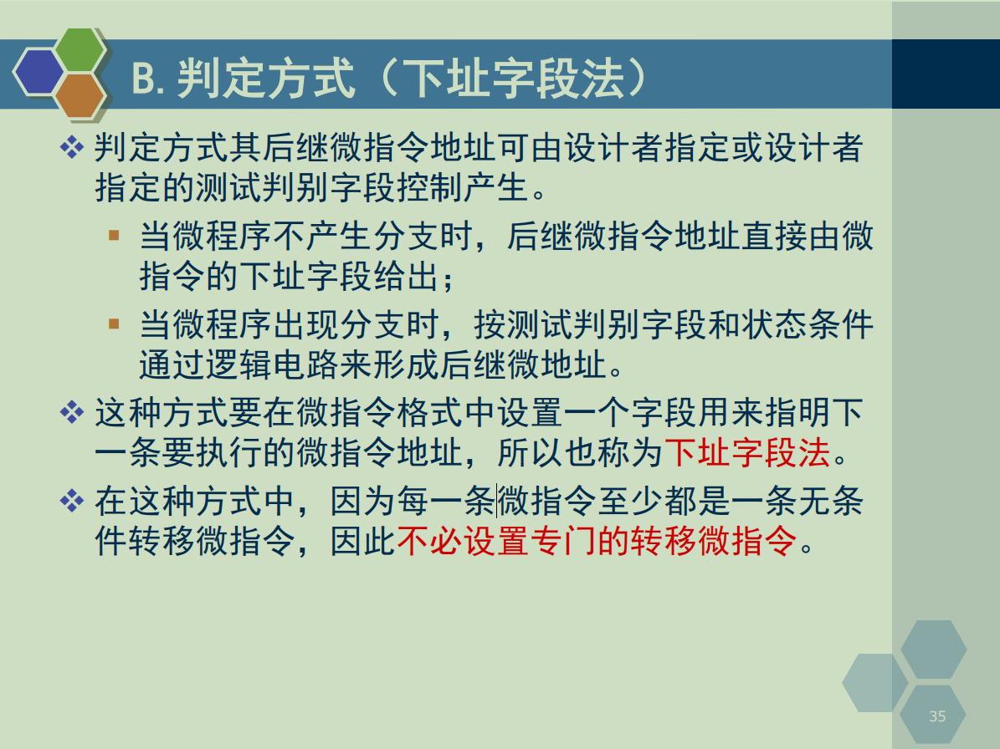 B.判定方式（下址字段法）
判定方式其后继微指令地址可由设计者指定或设计者
指定的测试判别字段控制产生。
当微程序不产生分支时，后继微指令地址直接由微
指令的下址字段给出；
当微程序出现分支时，按测试判别字段和状态条件
通过逻辑电路来形成后继微地址。
这种方式要在微指令格式中设置一个字段用来指明下
一条要执行的微指令地址，所以也称为下址字段法。
在这种方式中，因为每一条微指令至少都是一条无条
件转移微指令，因此不必设置专门的转移微指令。
35